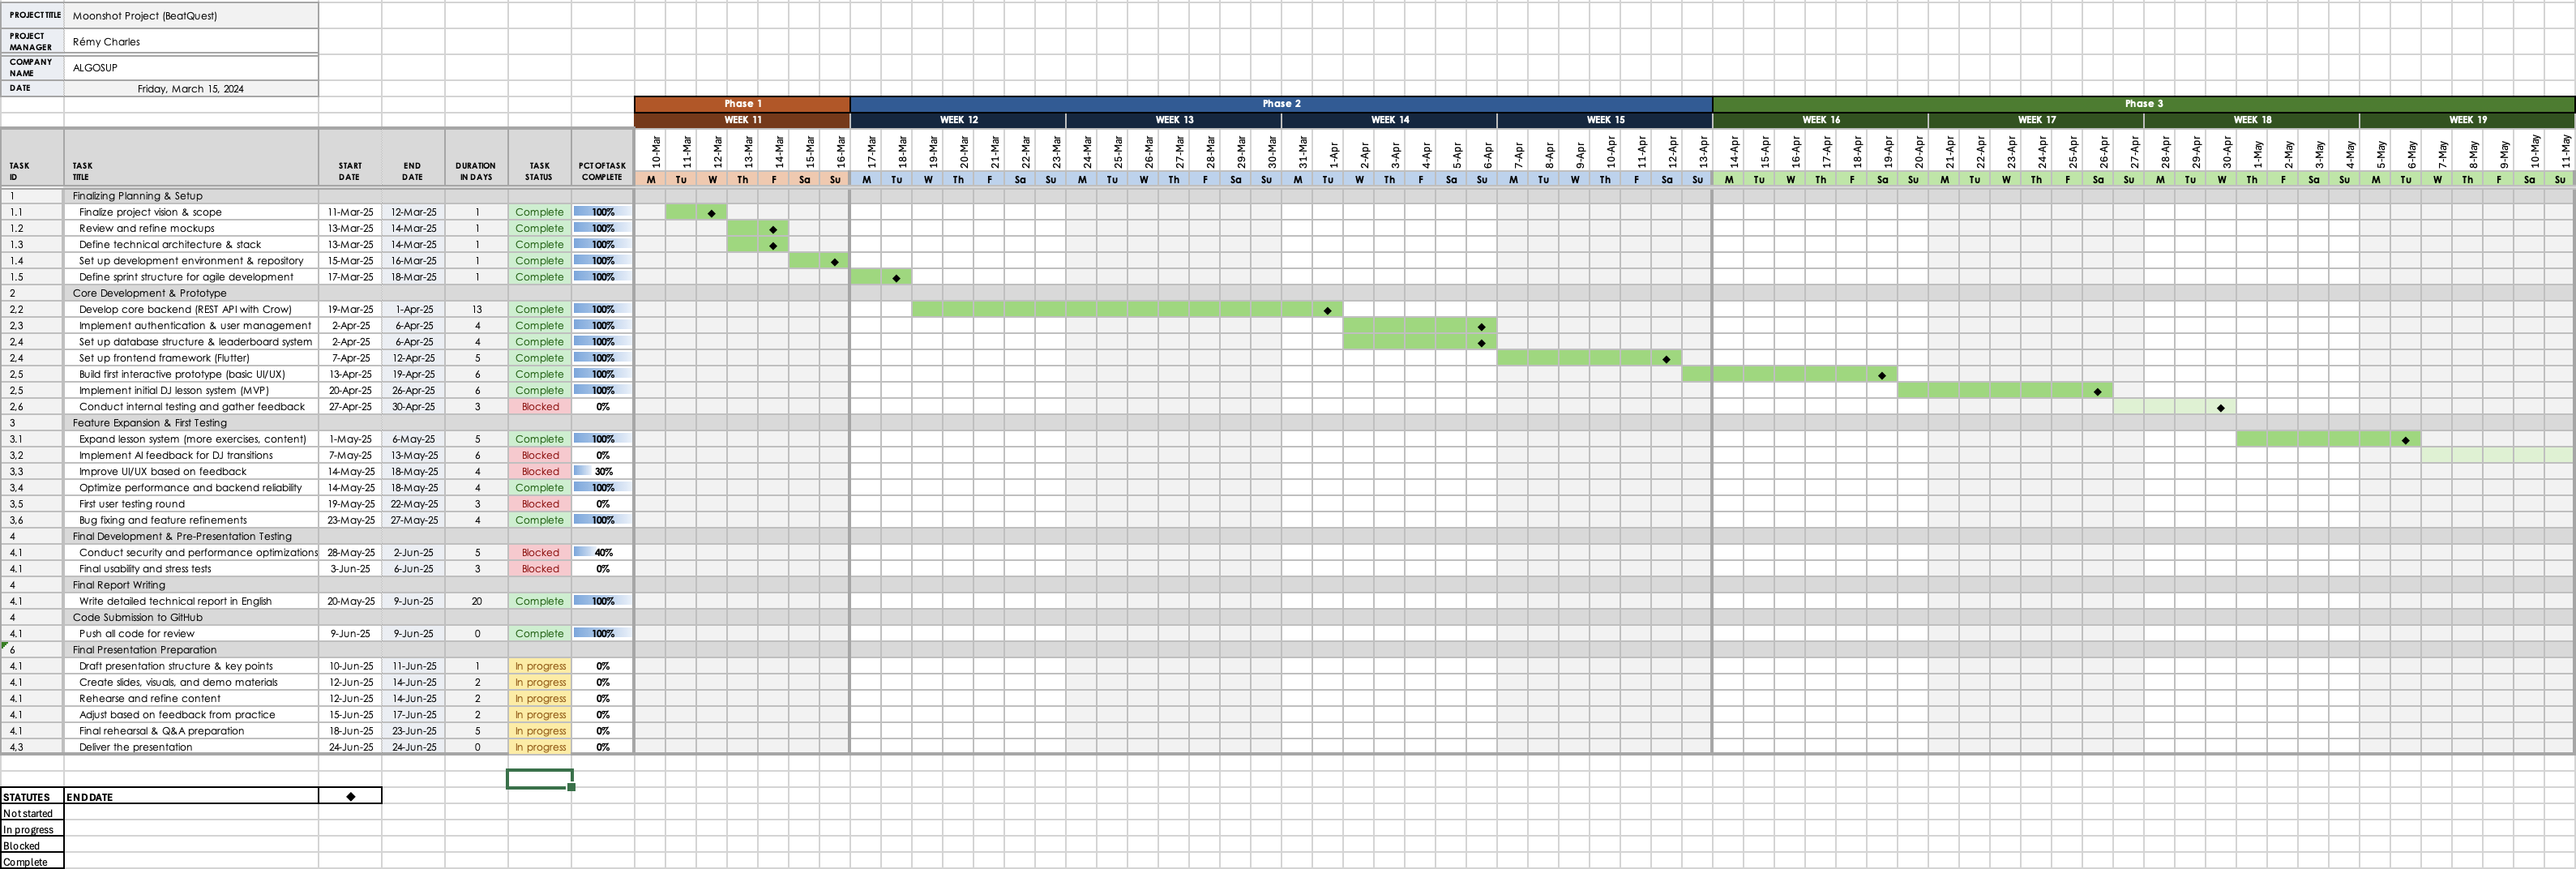 PROJECT TITLE Moonshot Project (BeatQuest)
PROJECT MANAGER Rémy Charles
COMPANY NAME ALGOSUP
DATE Friday, March 15, 2024
Phase 1 Phase 2 Phase 3
WEEK 11 WEEK 12 WEEK 13 WEEK 14 WEEK 15 WEEK 16 WEEK 17 WEEK 18 WEEK 19
TASK ID TASK TITLE START DATE END DATE DURATION IN DAYS TASK STATUS PCT OF TASK COMPLETE 10-Mar 11-Mar 12-Mar 13-Mar 14-Mar 15-Mar 16-Mar 17-Mar 18-Mar 19-Mar 20-Mar 21-Mar 22-Mar 23-Mar 24-Mar 25-Mar 26-Mar 27-Mar 28-Mar 29-Mar 30-Mar 31-Mar 1-Apr 2-Apr 3-Apr 4-Apr 5-Apr 6-Apr 7-Apr 8-Apr 9-Apr 10-Apr 11-Apr 12-Apr 13-Apr 14-Apr 15-Apr 16-Apr 17-Apr 18-Apr 19-Apr 20-Apr 21-Apr 22-Apr 23-Apr 24-Apr 25-Apr 26-Apr 27-Apr 28-Apr 29-Apr 30-Apr 1-May 2-May 3-May 4-May 5-May 6-May 7-May 8-May 9-May 10-May 11-May
M Tu W Th F Sa Su M Tu W Th F Sa Su M Tu W Th F Sa Su M Tu W Th F Sa Su M Tu W Th F Sa Su M Tu W Th F Sa Su M Tu W Th F Sa Su M Tu W Th F Sa Su M Tu W Th F Sa Su
1 Finalizing Planning & Setup
1.1 Finalize project vision & scope 11-Mar-25 12-Mar-25 1 Complete 100%
1.2 Review and refine mockups 13-Mar-25 14-Mar-25 1 Complete 100%
1.3 Define technical architecture & stack 13-Mar-25 14-Mar-25 1 Complete 100%
1.4 Set up development environment & repository 15-Mar-25 16-Mar-25 1 Complete 100%
1.5 Define sprint structure for agile development 17-Mar-25 18-Mar-25 1 Complete 100%
2 Core Development & Prototype
2,2 Develop core backend (REST API with Crow) 19-Mar-25 1-Apr-25 13 Complete 100%
2,3 Implement authentication & user management 2-Apr-25 6-Apr-25 4 Complete 100%
2,4 Set up database structure & leaderboard system 2-Apr-25 6-Apr-25 4 Complete 100%
2,4 Set up frontend framework (Flutter) 7-Apr-25 12-Apr-25 5 Complete 100%
2,5 Build first interactive prototype (basic UI/UX) 13-Apr-25 19-Apr-25 6 Complete 100%
2,5 Implement initial DJ lesson system (MVP) 20-Apr-25 26-Apr-25 6 Complete 100%
2,6 Conduct internal testing and gather feedback 27-Apr-25 30-Apr-25 3 Blocked 0%
3 Feature Expansion & First Testing
3.1 Expand lesson system (more exercises, content) 1-May-25 6-May-25 5 Complete 100%
3,2 Implement AI feedback for DJ transitions 7-May-25 13-May-25 6 Blocked 0%
3,3 Improve UI/UX based on feedback 14-May-25 18-May-25 4 Blocked 30%
3,4 Optimize performance and backend reliability 14-May-25 18-May-25 4 Complete 100%
3,5 First user testing round 19-May-25 22-May-25 3 Blocked 0%
3,6 Bug fixing and feature refinements 23-May-25 27-May-25 4 Complete 100%
4 Final Development & Pre-Presentation Testing
4.1 Conduct security and performance optimizations 28-May-25 2-Jun-25 5 Blocked 40%
4.1 Final usability and stress tests 3-Jun-25 6-Jun-25 3 Blocked 0%
4 Final Report Writing
4.1 Write detailed technical report in English 20-May-25 9-Jun-25 20 Complete 100%
4 Code Submission to GitHub
4.1 Push all code for review 9-Jun-25 9-Jun-25 0 Complete 100%
6 Final Presentation Preparation
4.1 Draft presentation structure & key points 10-Jun-25 11-Jun-25 1 In progress 0%
4.1 Create slides, visuals, and demo materials 12-Jun-25 14-Jun-25 2 In progress 0%
4.1 Rehearse and refine content 12-Jun-25 14-Jun-25 2 In progress 0%
4.1 Adjust based on feedback from practice 15-Jun-25 17-Jun-25 2 In progress 0%
4.1 Final rehearsal & Q&A preparation 18-Jun-25 23-Jun-25 5 In progress 0%
4,3 Deliver the presentation 24-Jun-25 24-Jun-25 0 In progress 0%
STATUTES END DATE ◆
Not started
In progress
Blocked
Complete